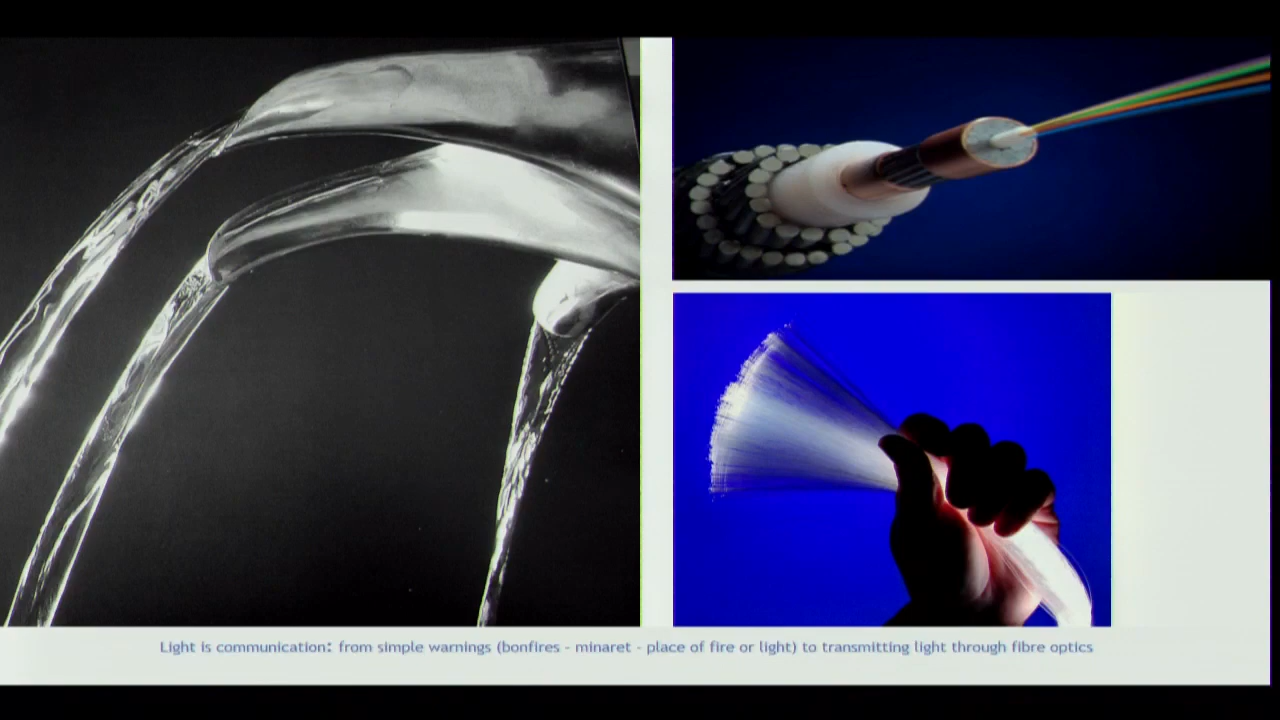 Light is communication: from simple warnings (bonfires - minaret - place of fire or light) to transmitting light through fibre optics